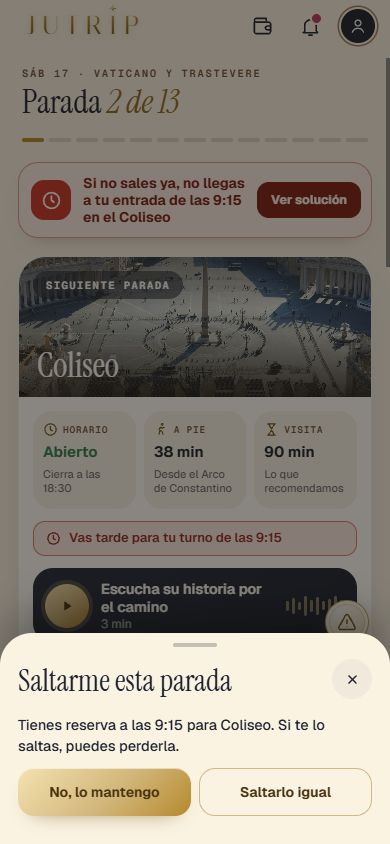 JUTRIP
SÁB 17 · VATICANO Y TRASTEVERE
Parada 2 de 13
Si no sales ya, no llegas
a tu entrada de las 9:15
en el Coliseo
Ver solución
SIGUIENTE PARADA
Coliseo
HORARIO
Abierto
Cierra a las
18:30
A PIE
38 min
Desde el Arco
de Constantino
VISITA
90 min
Lo que
recomendamos
Vas tarde para tu turno de las 9:15
Escucha su historia por
el camino
3 min
Saltarme esta parada
Tienes reserva a las 9:15 para Coliseo. Si te lo
saltas, puedes perderla.
No, lo mantengo
Saltarlo igual